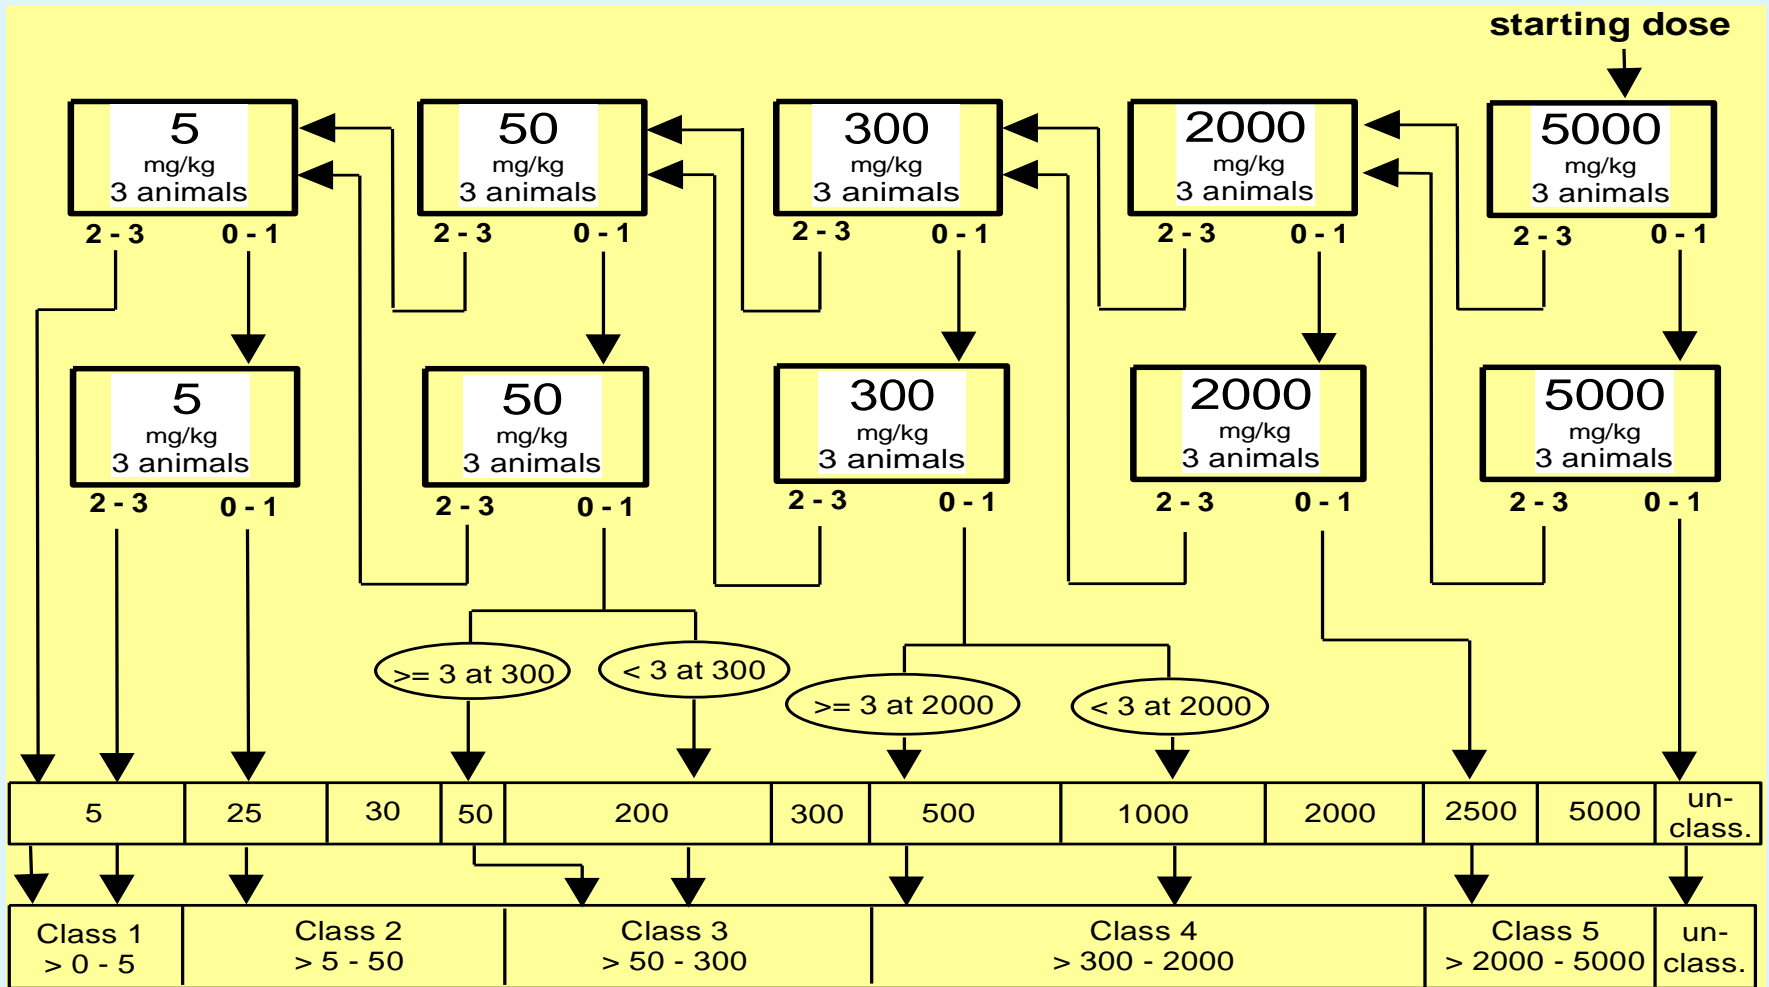 starting dose
5
mg/kg
3 animals
50
mg/kg
3 animals
300
mg/kg
3 animals
2000
mg/kg
3 animals
5000
mg/kg
3 animals
2 - 3 0 - 1
2 - 3 0 - 1
2 - 3 0 - 1
2 - 3 0 - 1
2 - 3 0 - 1
5
mg/kg
3 animals
50
mg/kg
3 animals
300
mg/kg
3 animals
2000
mg/kg
3 animals
5000
mg/kg
3 animals
2 - 3 0 - 1
2 - 3 0 - 1
2 - 3 0 - 1
2 - 3 0 - 1
2 - 3 0 - 1
>= 3 at 300
< 3 at 300
>= 3 at 2000
< 3 at 2000
5
25
30
50
200
300
500
1000
2000
2500
5000
un-
class.
Class 1
> 0 - 5
Class 2
> 5 - 50
Class 3
> 50 - 300
Class 4
> 300 - 2000
Class 5
> 2000 - 5000
un-
class.